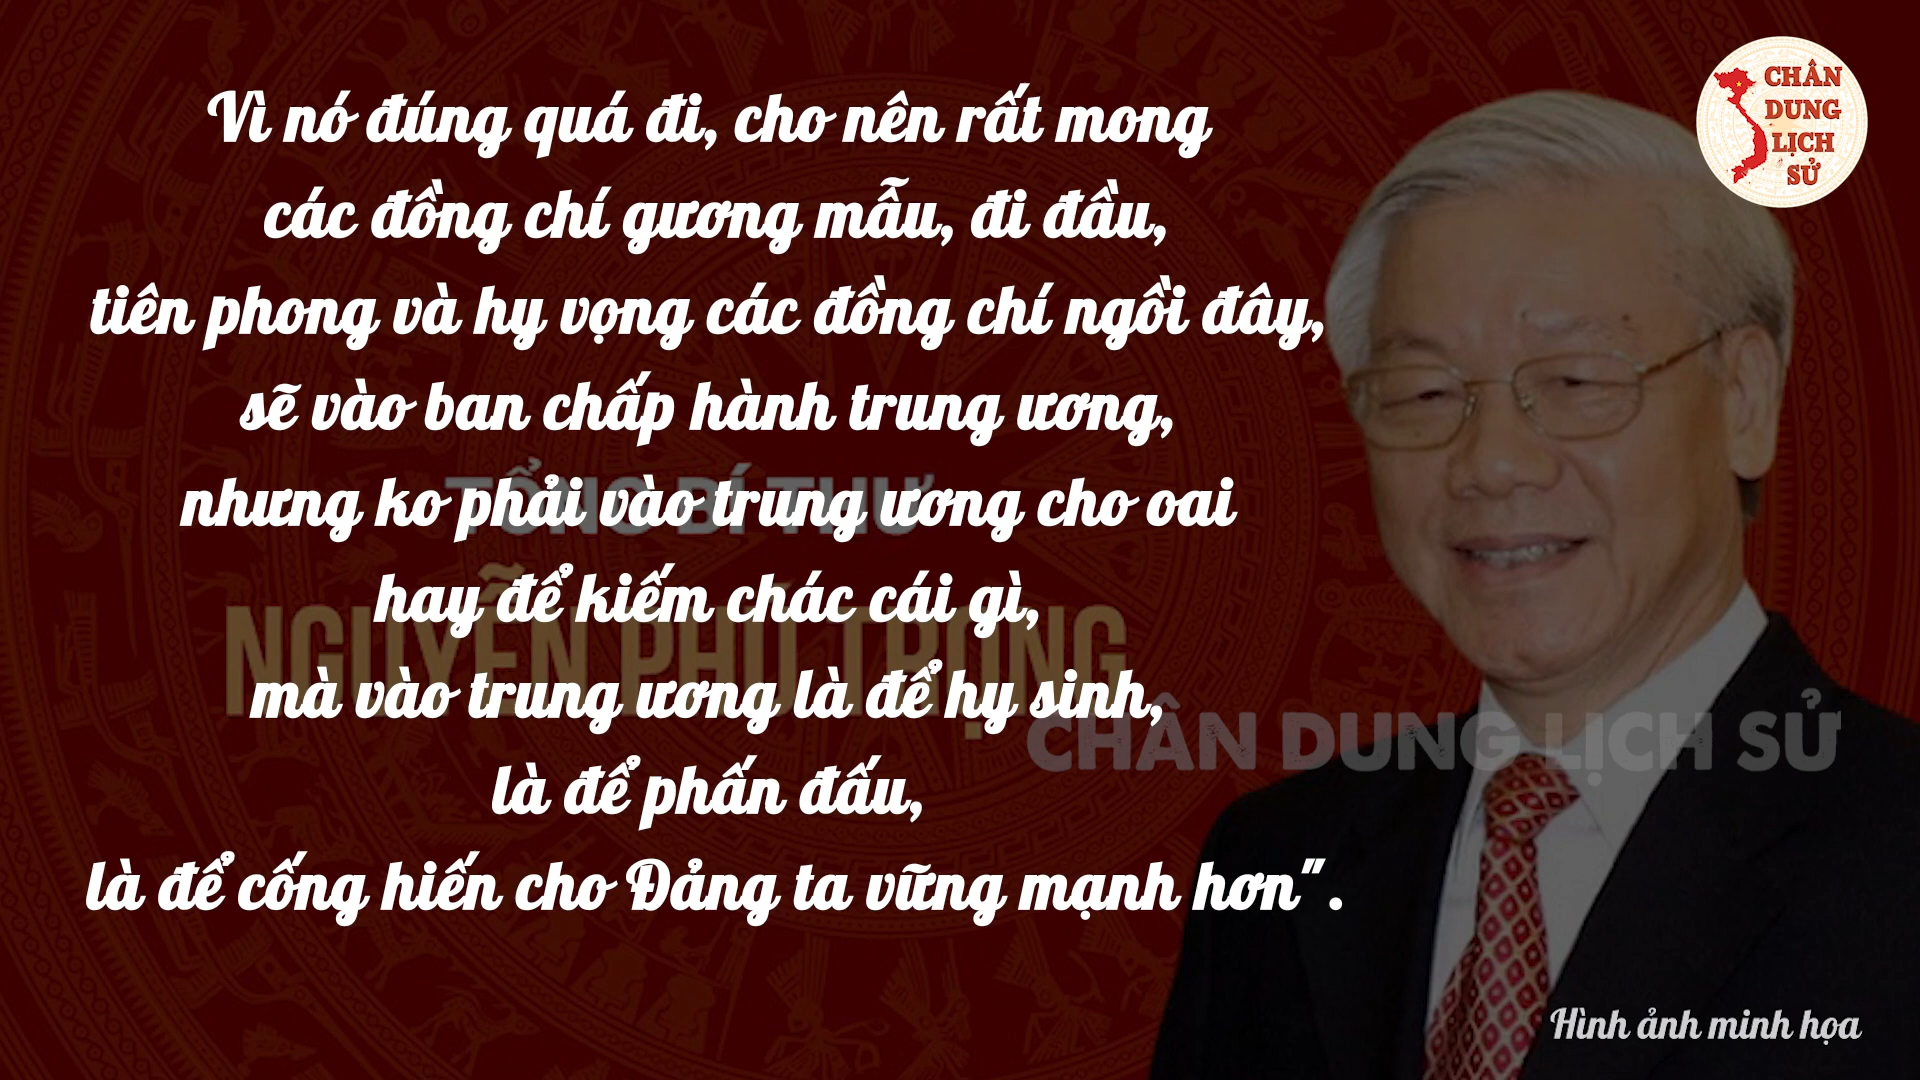 CHÂN
DUNG
LỊCH
SỬ
Vì nó đúng quá đi, cho nên rất mong
các đồng chí gương mẫu, đi đầu,
tiên phong và hy vọng các đồng chí ngồi đây,
sẽ vào ban chấp hành trung ương,
nhưng ko phải vào trung ương cho oai
hay để kiếm chác cái gì,
mà vào trung ương là để hy sinh,
là để phấn đấu,
là để cống hiến cho Đảng ta vững mạnh hơn".
TỔNG BÍ THƯ
NGUYỄN PHÚ TRỌNG
CHÂN DUNG LỊCH SỬ
Hình ảnh minh họa